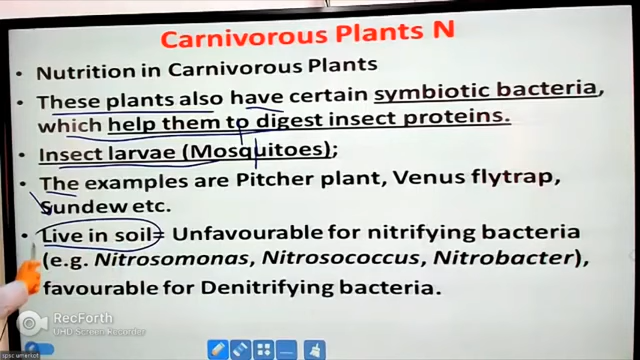 Carnivorous Plants N
• Nutrition in Carnivorous Plants
• These plants also have certain symbiotic bacteria,
which help them to digest insect proteins.
• Insect larvae (Mosquitoes);
• The examples are Pitcher plant, Venus flytrap,
Sundew etc.
• Live in soil= Unfavourable for nitrifying bacteria
(e.g. Nitrosomonas, Nitrosococcus, Nitrobacter),
favourable for Denitrifying bacteria.
RecForth
UHD Screen Recorder